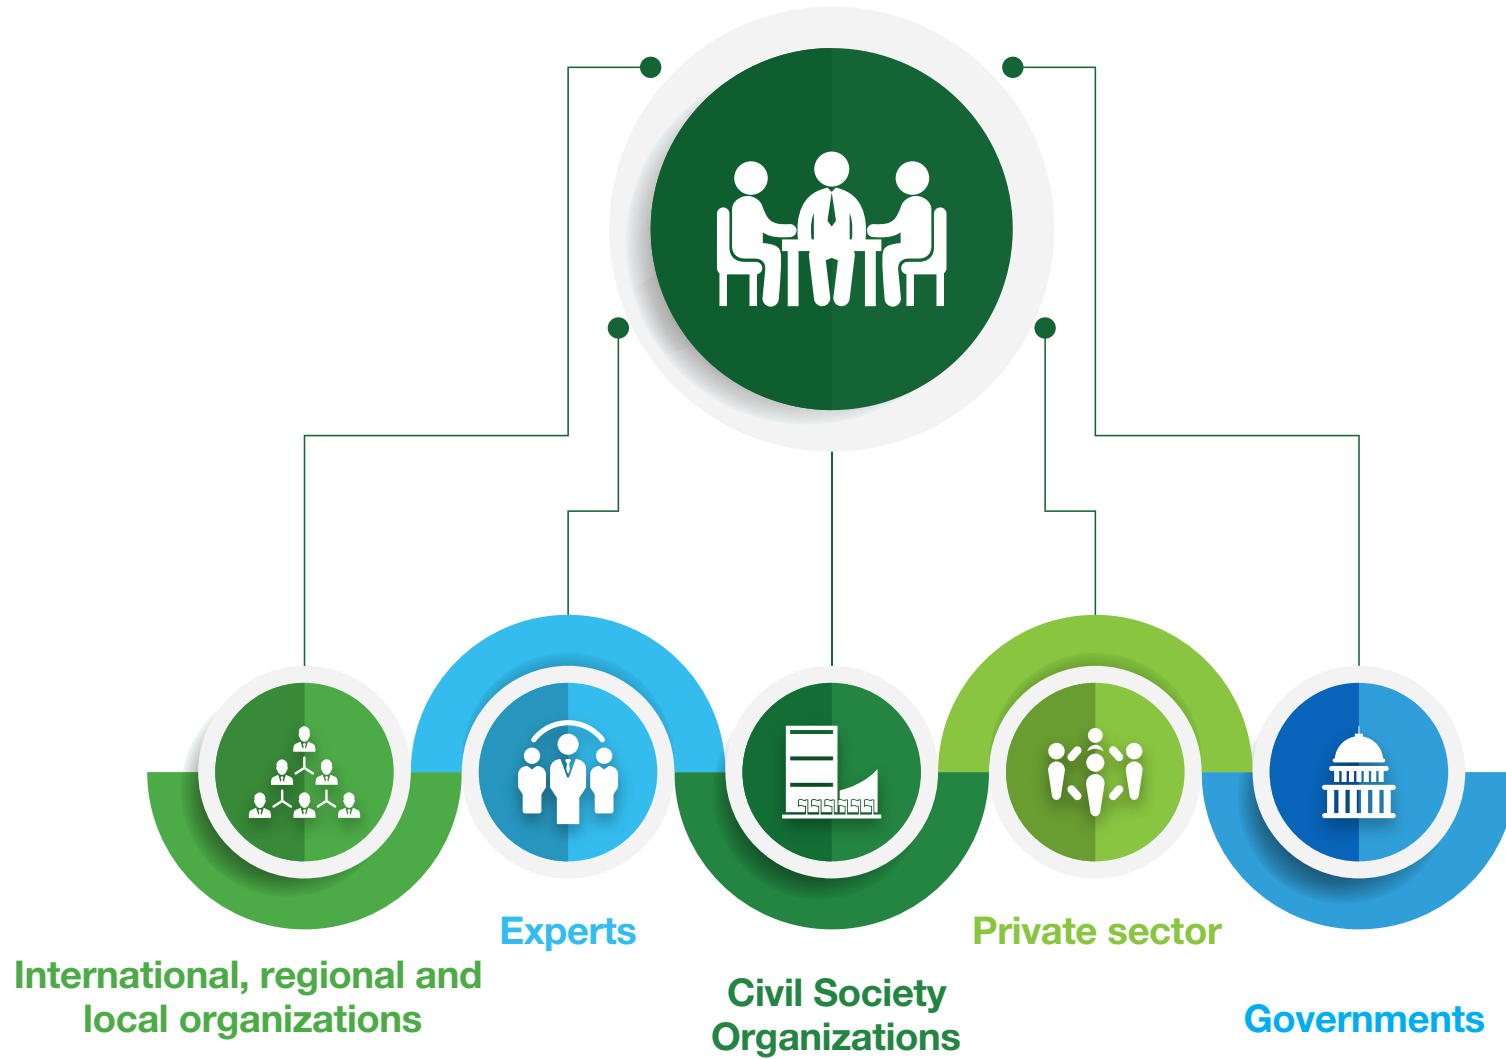 International, regional and
local organizations
Experts
Civil Society
Organizations
Private sector
Governments